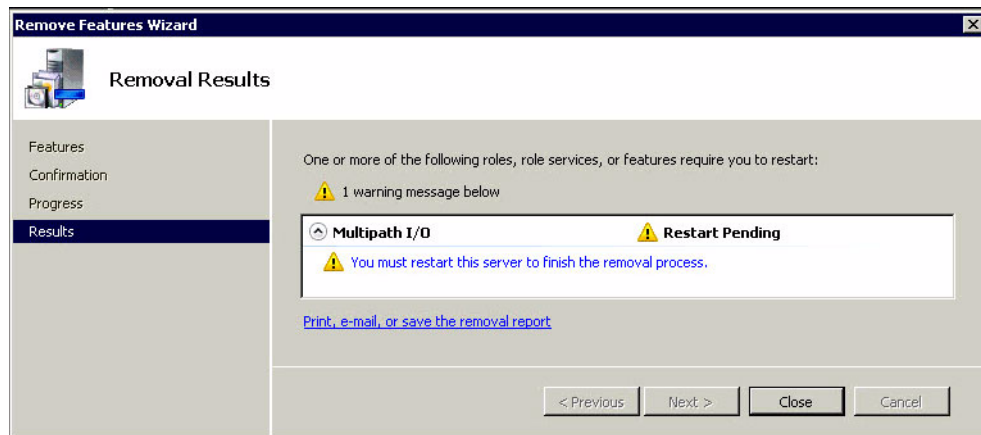 Remove Features Wizard
Removal Results
Features
Confirmation
Progress
Results
One or more of the following roles, role services, or features require you to restart:
1 warning message below
Multipath I/O
Restart Pending
You must restart this server to finish the removal process.
Print, e-mail, or save the removal report
< Previous
Next >
Close
Cancel